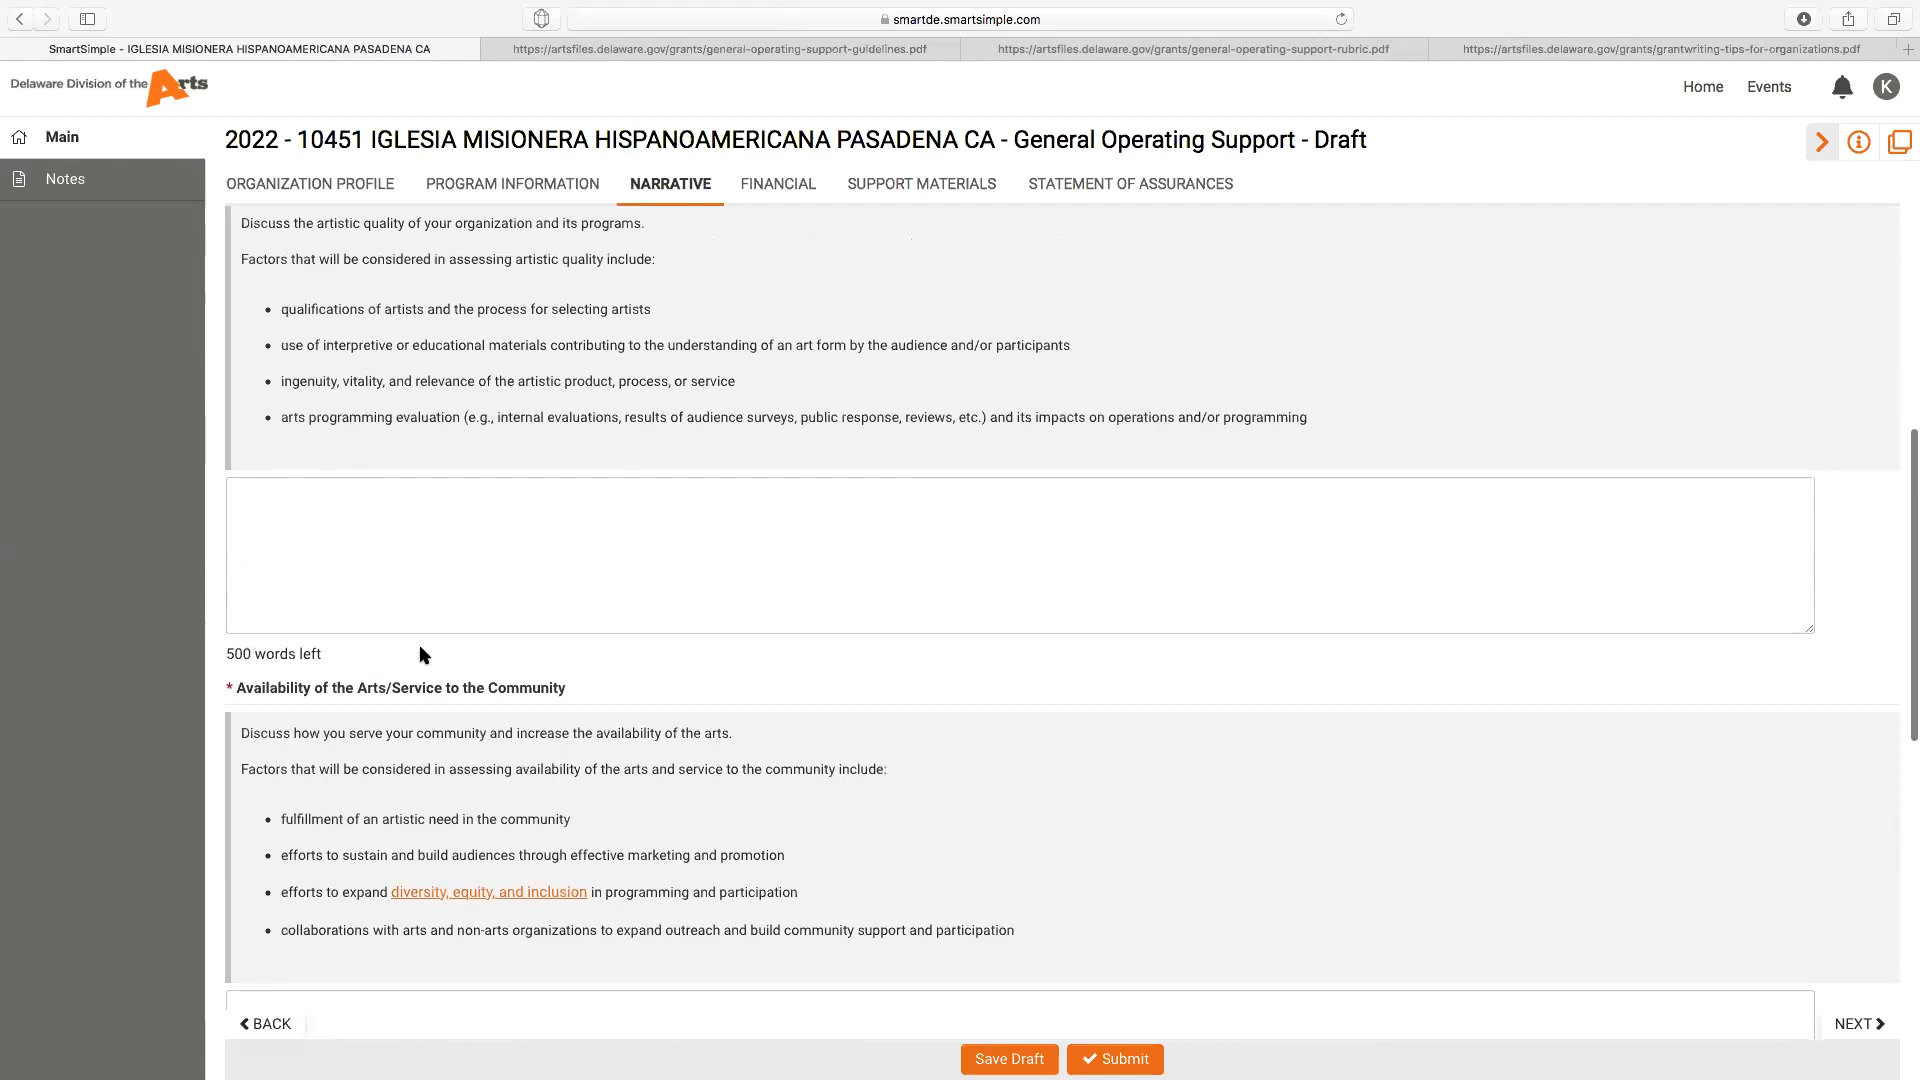 smartde.smartsimple.com
SmartSimple - IGLESIA MISIONERA HISPANOAMERICANA PASADENA CA
https://artsfiles.delaware.gov/grants/general-operating-support-guidelines.pdf
https://artsfiles.delaware.gov/grants/general-operating-support-rubric.pdf
https://artsfiles.delaware.gov/grants/grantwriting-tips-for-organizations.pdf
Delaware Division of the Arts
Home
Events
K
Main
Notes
2022 - 10451 IGLESIA MISIONERA HISPANOAMERICANA PASADENA CA - General Operating Support - Draft
ORGANIZATION PROFILE
PROGRAM INFORMATION
NARRATIVE
FINANCIAL
SUPPORT MATERIALS
STATEMENT OF ASSURANCES
Discuss the artistic quality of your organization and its programs.
Factors that will be considered in assessing artistic quality include:
• qualifications of artists and the process for selecting artists
• use of interpretive or educational materials contributing to the understanding of an art form by the audience and/or participants
• ingenuity, vitality, and relevance of the artistic product, process, or service
• arts programming evaluation (e.g., internal evaluations, results of audience surveys, public response, reviews, etc.) and its impacts on operations and/or programming
500 words left
* Availability of the Arts/Service to the Community
Discuss how you serve your community and increase the availability of the arts.
Factors that will be considered in assessing availability of the arts and service to the community include:
• fulfillment of an artistic need in the community
• efforts to sustain and build audiences through effective marketing and promotion
• efforts to expand diversity, equity, and inclusion in programming and participation
• collaborations with arts and non-arts organizations to expand outreach and build community support and participation
BACK
NEXT
Save Draft
Submit